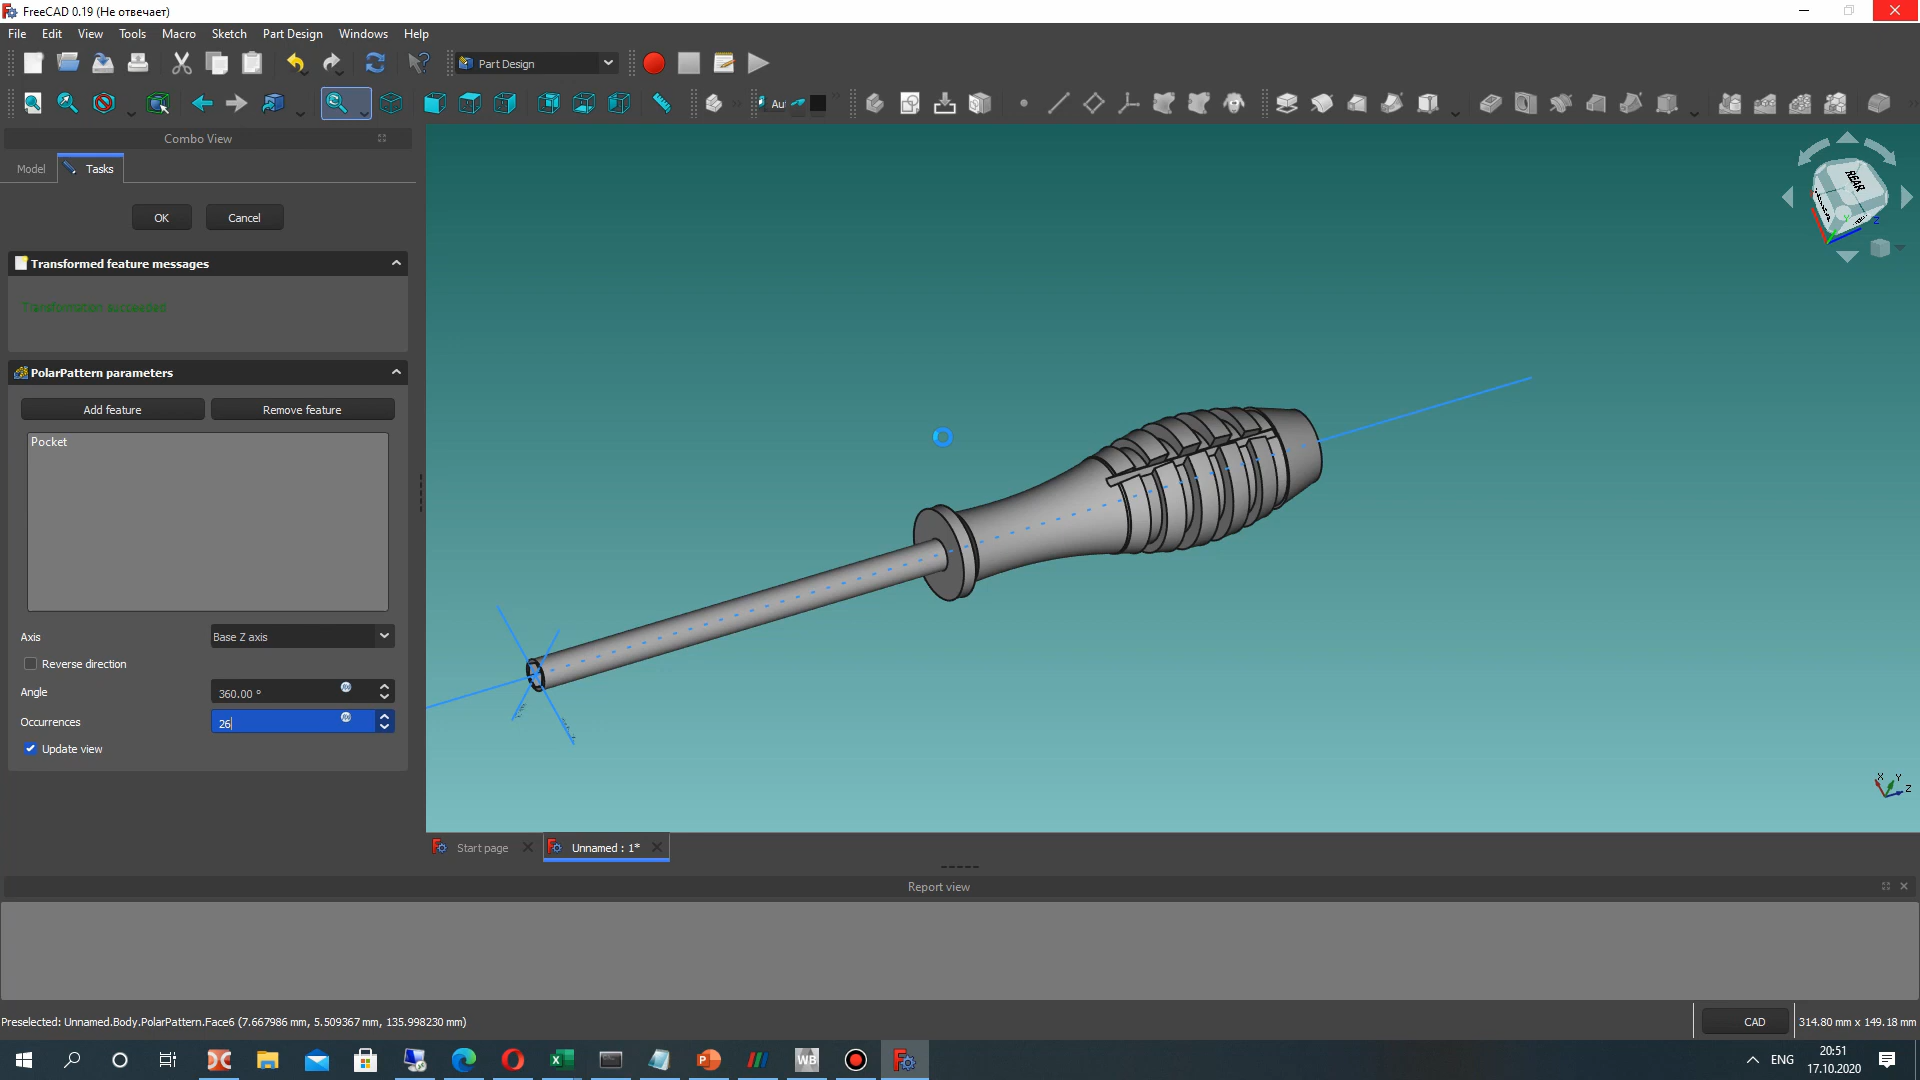 FreeCAD 0.19 (Не отвечает)
File Edit View Tools Macro Sketch Part Design Windows Help
Part Design
Combo View
Model Tasks
OK Cancel
Transformed feature messages
Transformation succeeded
PolarPattern parameters
Add feature Remove feature
Pocket
Axis Base Z axis
Reverse direction
Angle 360.00 °
Occurrences 26
Update view
REAR
Z
X Y Z
Start page Unnamed : 1*
Report view
Preselected: Unnamed.Body.PolarPattern.Face6 (7.667986 mm, 5.509367 mm, 135.998230 mm)
CAD 314.80 mm x 149.18 mm
WB ENG 20:51
17.10.2020